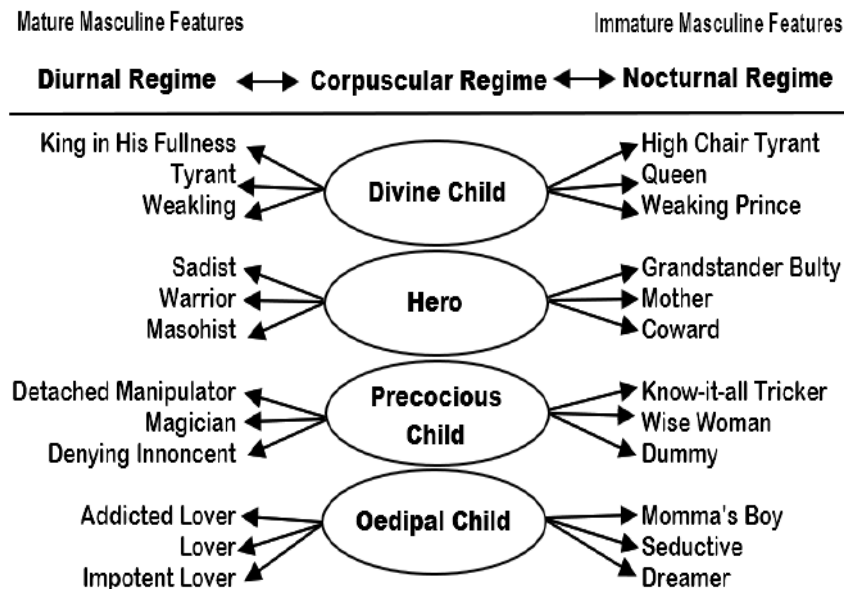 Mature Masculine Features Immature Masculine Features
Diurnal Regime Corpuscular Regime Nocturnal Regime
King in His Fullness High Chair Tyrant
Tyrant Divine Child Queen
Weakling Weaking Prince
Sadist Grandstander Bulty
Warrior Hero Mother
Masohist Coward
Detached Manipulator Precocious Know-it-all Tricker
Magician Child Wise Woman
Denying Innoncent Dummy
Addicted Lover Oedipal Child Momma's Boy
Lover Seductive
Impotent Lover Dreamer